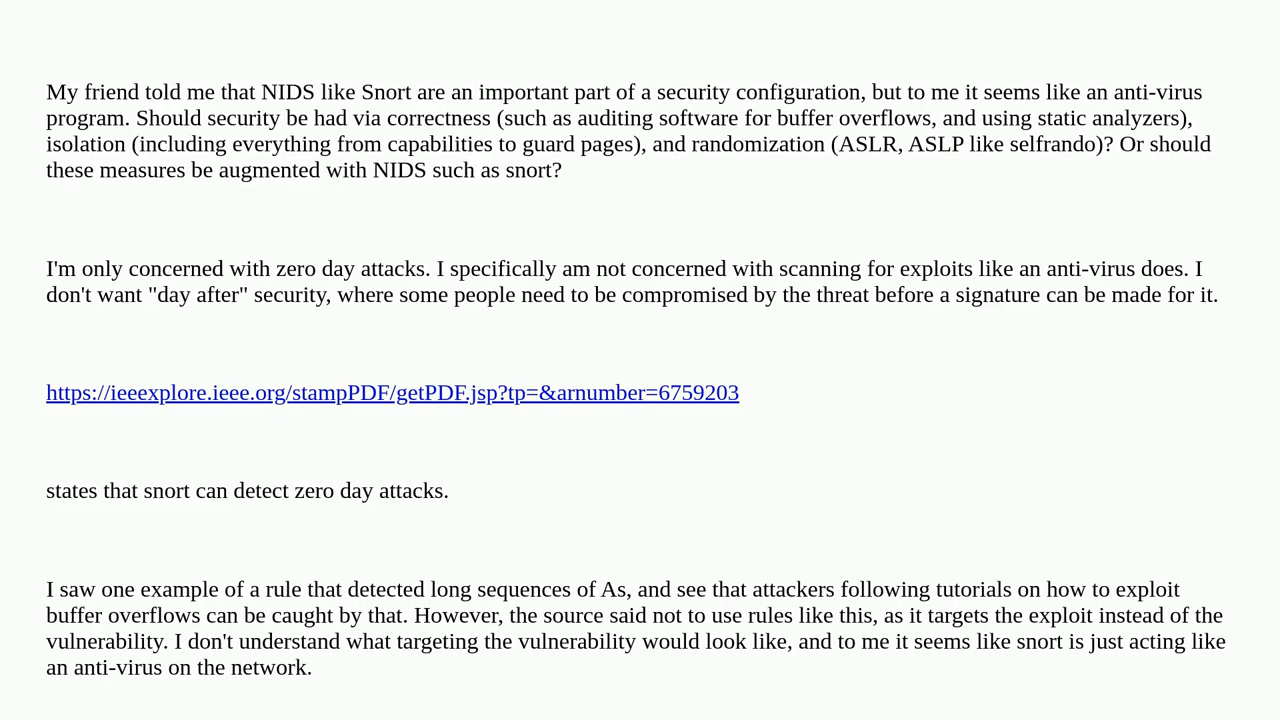 My friend told me that NIDS like Snort are an important part of a security configuration, but to me it seems like an anti-virus
program. Should security be had via correctness (such as auditing software for buffer overflows, and using static analyzers),
isolation (including everything from capabilities to guard pages), and randomization (ASLR, ASLP like selfrando)? Or should
these measures be augmented with NIDS such as snort?
I'm only concerned with zero day attacks. I specifically am not concerned with scanning for exploits like an anti-virus does. I
don't want "day after" security, where some people need to be compromised by the threat before a signature can be made for it.
https://ieeexplore.ieee.org/stampPDF/getPDF.jsp?tp=&arnumber=6759203
states that snort can detect zero day attacks.
I saw one example of a rule that detected long sequences of As, and see that attackers following tutorials on how to exploit
buffer overflows can be caught by that. However, the source said not to use rules like this, as it targets the exploit instead of the
vulnerability. I don't understand what targeting the vulnerability would look like, and to me it seems like snort is just acting like
an anti-virus on the network.